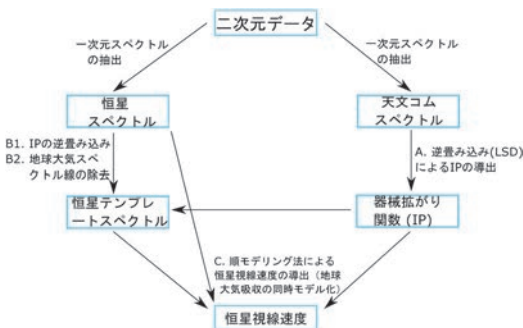 二次元データ
一次元スペクトル
の抽出
一次元スペクトル
の抽出
恒星
スペクトル
天文コム
スペクトル
B1. IPの逆畳み込み
B2. 地球大気スペ
クトル線の除去
A. 逆畳み込み(LSD)
によるIPの導出
恒星テンプレ
ートスペクトル
器械拡がり
関数 (IP)
C. 順モデリング法による
恒星視線速度の導出（地球
大気吸収の同時モデル化）
恒星視線速度